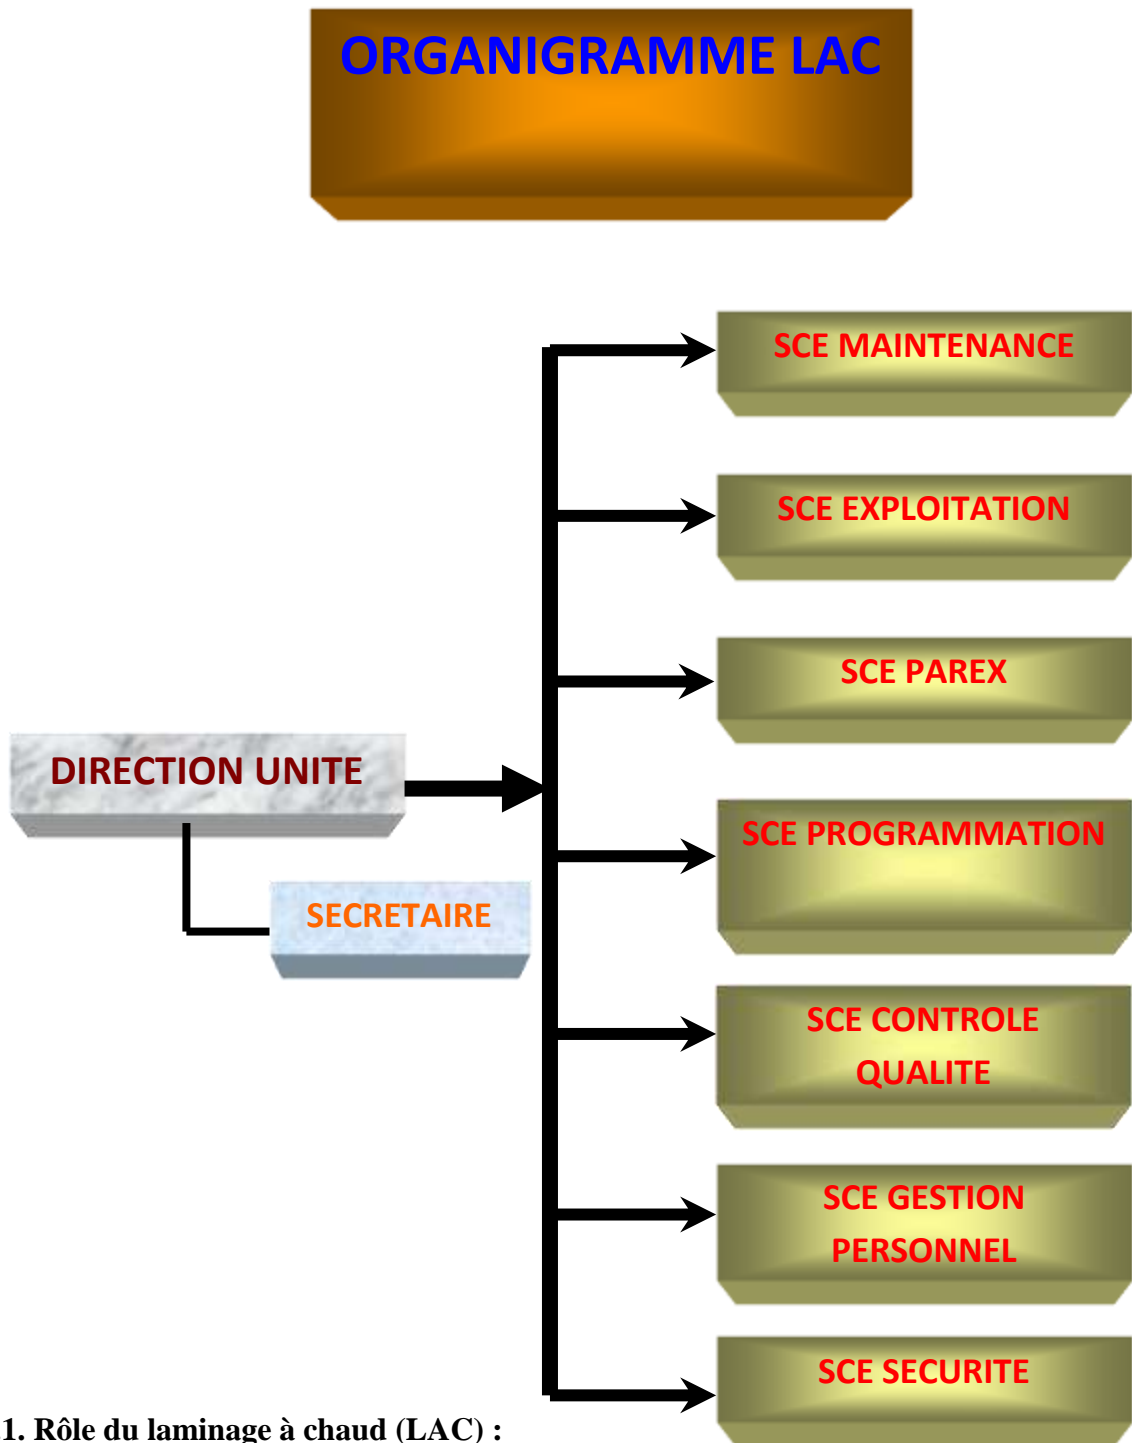 ORGANIGRAMME LAC
SCE MAINTENANCE
SCE EXPLOITATION
SCE PAREX
DIRECTION UNITE
SCE PROGRAMMATION
SECRETAIRE
SCE CONTROLE
QUALITE
SCE GESTION
PERSONNEL
SCE SECURITE
.1. Rôle du laminage à chaud (LAC) :